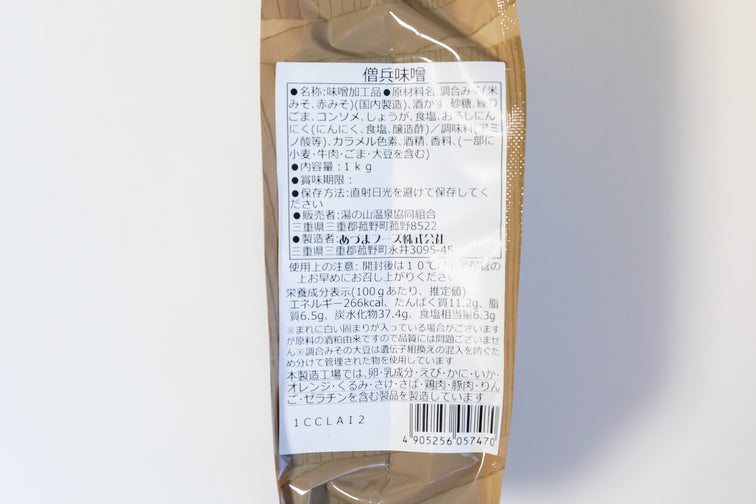 僧兵味噌
●名称:味噌加工品●原材料名:調合みそ(米
みそ、赤みそ)(国内製造)、酒かす、砂糖、練り
ごま、コンソメ、しょうが、食塩、おろしにん
にく(にんにく、食塩、醸造酢)／調味料(アミ
ノ酸等)、カラメル色素、酒精、香料、(一部に
小麦・牛肉・ごま・大豆を含む)
●内容量:1kg
●賞味期限:
●保存方法:直射日光を避けて保存してく
ださい
●販売者:湯の山温泉協同組合
三重県三重郡菰野町菰野8522
●製造者:あづまフーズ株式会社
三重県三重郡菰野町永井3095-45
使用上の注意:開封後は10℃以下で保管の
上お早めにお召し上がりください
栄養成分表示(100gあたり、推定値)
エネルギー266kcal、たんぱく質11.2g、脂
質6.5g、炭水化物37.4g、食塩相当量6.3g
※まれに白い固まりが入っている場合がございます
が原料の酒粕由来ですので品質には問題ございませ
ん※調合みその大豆は遺伝子組換えの混入を防ぐた
め分けて管理された物を使用しています
本製造工場では、卵・乳成分・えび・かに・いか・
オレンジ・くるみ・さけ・さば・鶏肉・豚肉・りん
ご・ゼラチンを含む製品を製造しています
1CCLAI2
4 905256 057470